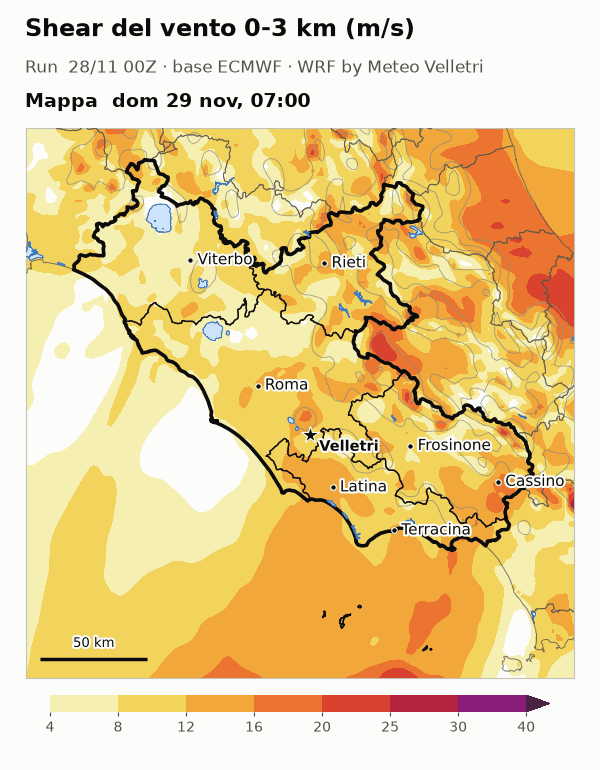 Shear del vento 0-3 km (m/s)
Run 28/11 00Z · base ECMWF · WRF by Meteo Velletri
Mappa dom 29 nov, 07:00
Viterbo
Rieti
Roma
Velletri
Frosinone
Latina
Cassino
Terracina
50 km
4 8 12 16 20 25 30 40